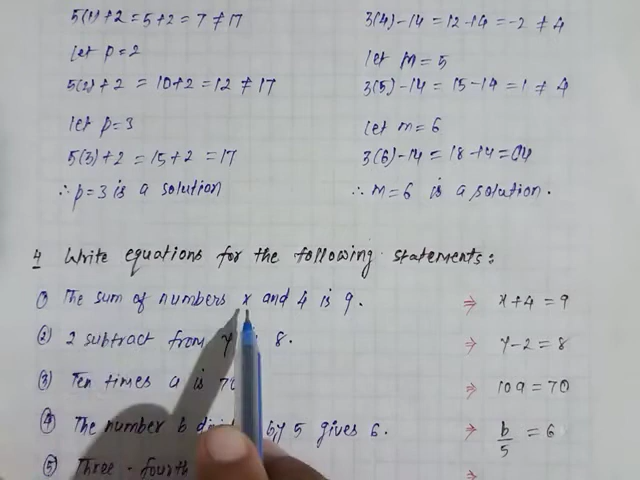 5(1)+2=5+2=7≠17
let p=2
5(2)+2=10+2=12≠17
let p=3
5(3)+2=15+2=17
∴ p=3 is a solution
3(4)-14=12-14=-2≠4
let m=5
3(5)-14=15-14=1≠4
let m=6
3(6)-14=18-14=04
∴ m=6 is a solution.
4 Write equations for the following statements:
① The sum of numbers x and 4 is 9. ⇒ x+4=9
② 2 subtract from y 8. ⇒ y-2=8
③ Ten times a is 70 ⇒ 10a=70
④ The number b by 5 gives 6. ⇒ b/5=6
⑤ Three-fourth ⇒